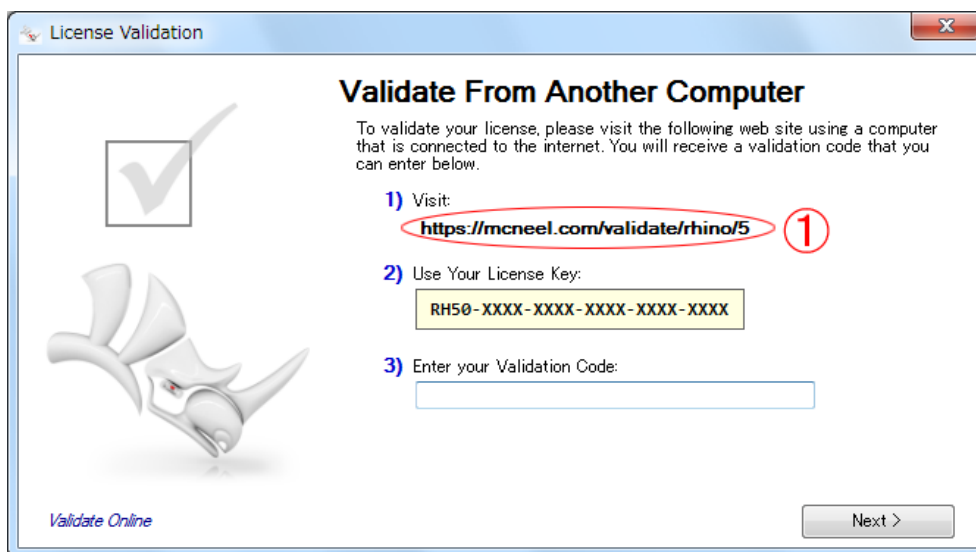 License Validation
Validate From Another Computer
To validate your license, please visit the following web site using a computer
that is connected to the internet. You will receive a validation code that you
can enter below.
1) Visit:
https://mcneel.com/validate/rhino/5
①
2) Use Your License Key:
RH50-XXXX-XXXX-XXXX-XXXX-XXXX
3) Enter your Validation Code:
Validate Online
Next >